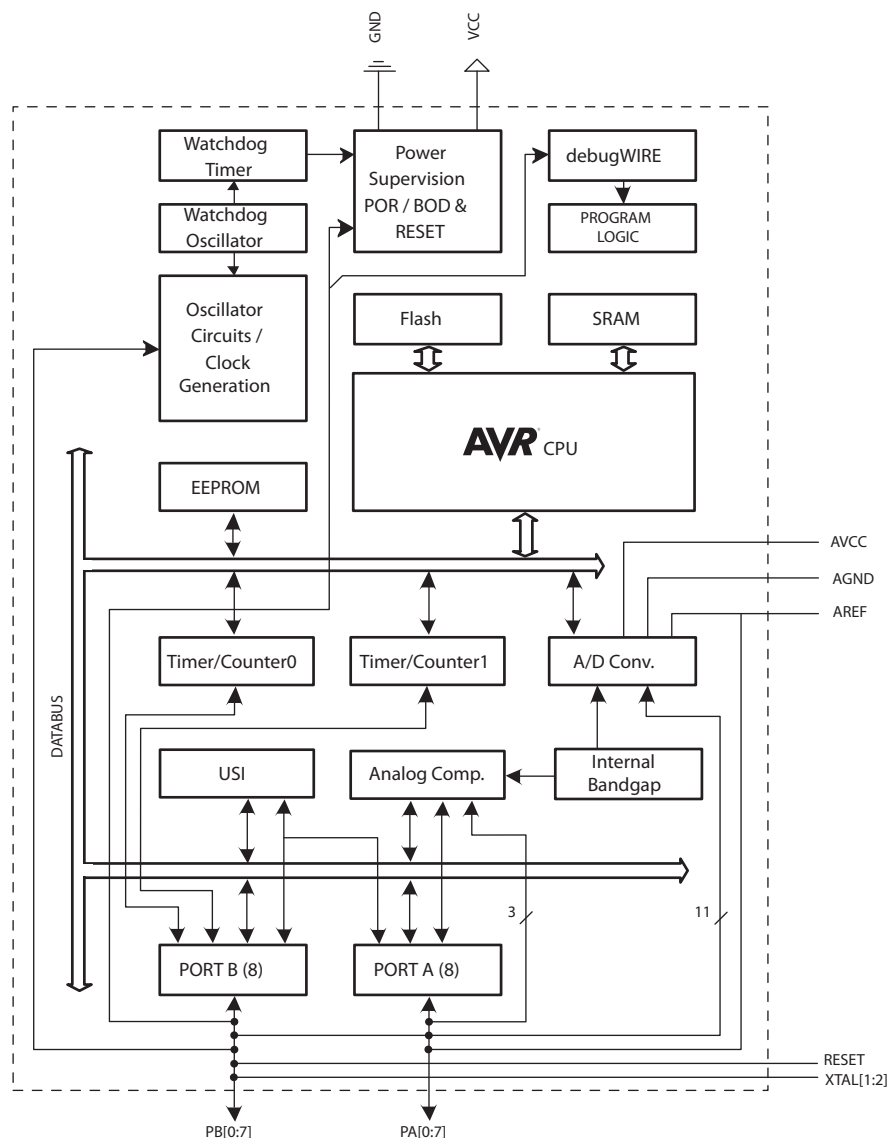 GND
VCC
Watchdog
Timer
Power
Supervision
POR / BOD &
RESET
debugWIRE
Watchdog
Oscillator
PROGRAM
LOGIC
Oscillator
Circuits /
Clock
Generation
Flash
SRAM
AVR® CPU
EEPROM
AVCC
AGND
AREF
Timer/Counter0
Timer/Counter1
A/D Conv.
DATABUS
USI
Analog Comp.
Internal
Bandgap
3
11
PORT B (8)
PORT A (8)
RESET
XTAL[1:2]
PB[0:7]
PA[0:7]